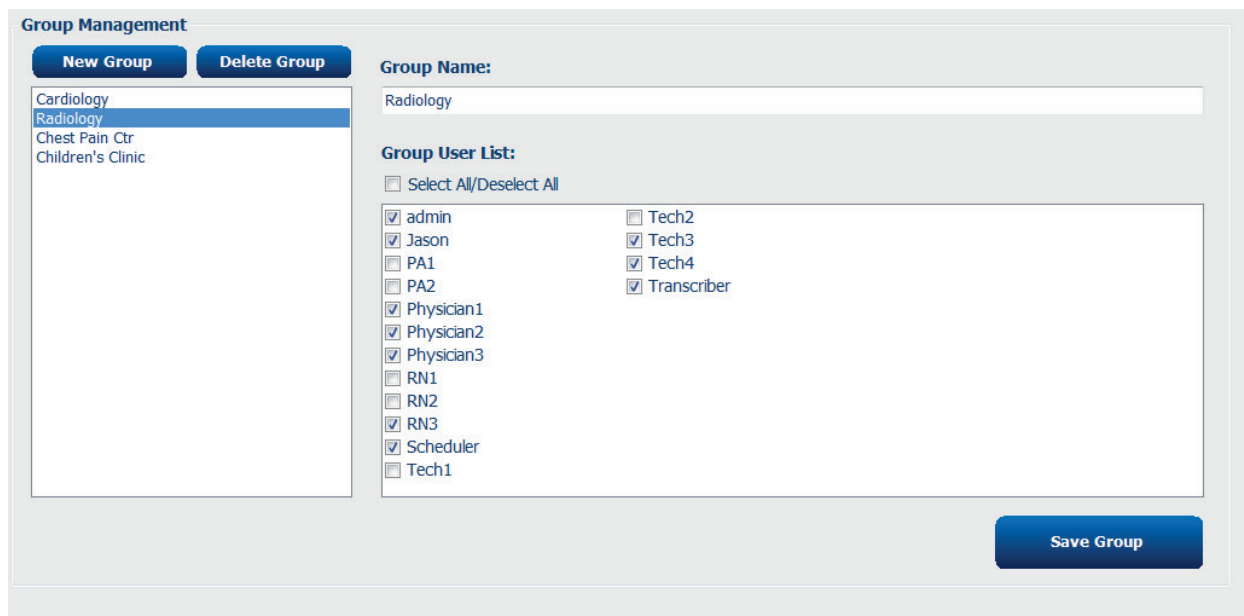 Group Management
New Group
Delete Group
Cardiology
Radiology
Chest Pain Ctr
Children's Clinic
Group Name:
Radiology
Group User List:
Select All/Deselect All
admin
Jason
PA1
PA2
Physician1
Physician2
Physician3
RN1
RN2
RN3
Scheduler
Tech1
Tech2
Tech3
Tech4
Transcriber
Save Group